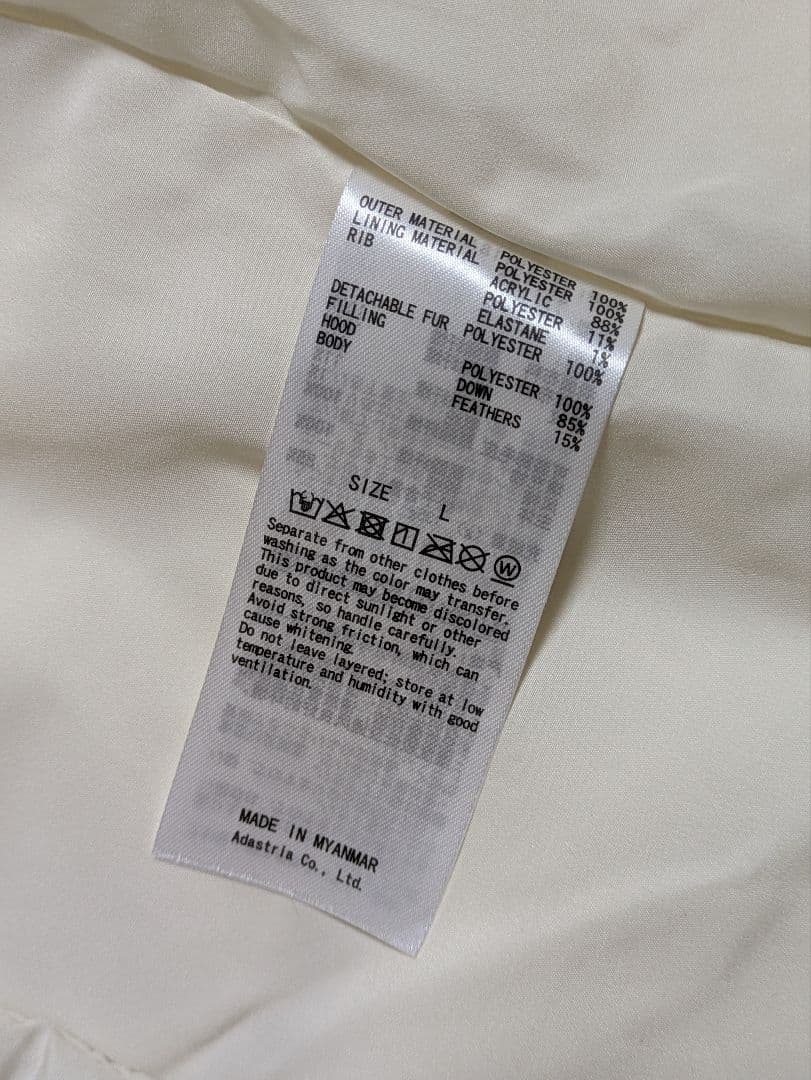 OUTER MATERIAL POLYESTER 100%
LINING MATERIAL POLYESTER 100%
RIB ACRYLIC 88%
POLYESTER 11%
ELASTANE 1%
DETACHABLE FUR POLYESTER 100%
FILLING
HOOD POLYESTER 100%
BODY DOWN 85%
FEATHERS 15%
SIZE L
W
Separate from other clothes before
washing as the color may transfer.
This product may become discolored
due to direct sunlight or other
reasons, so handle carefully.
Avoid strong friction, which can
cause whitening.
Do not leave layered; store at low
temperature and humidity with good
ventilation.
MADE IN MYANMAR
Adastria Co., Ltd.